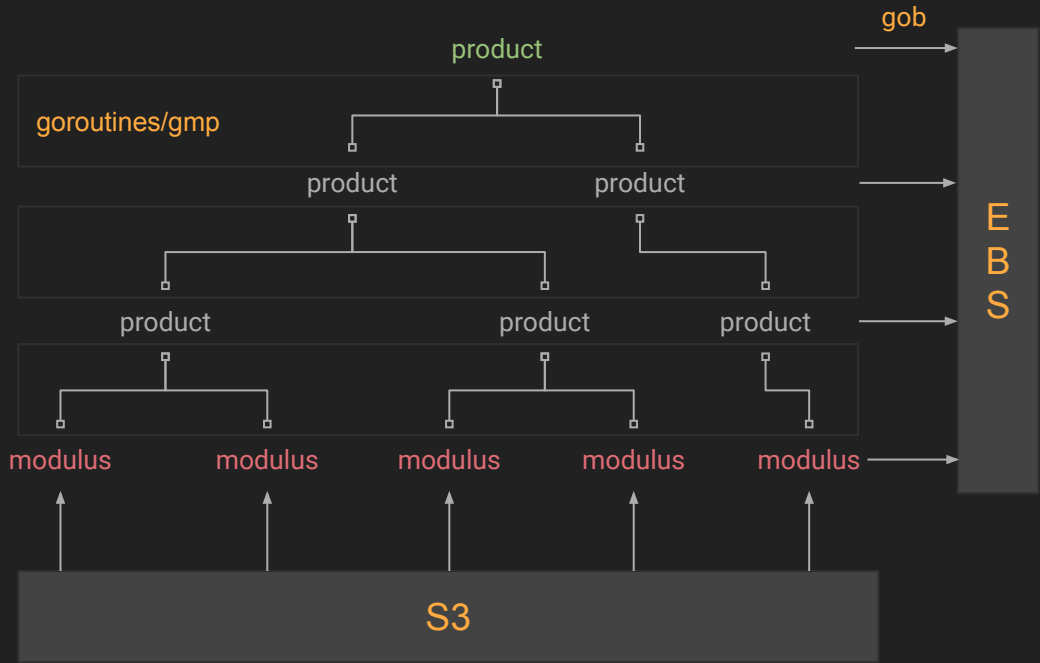 gob
product
goroutines/gmp
product product
E
B
S
product product product
modulus modulus modulus modulus modulus
S3